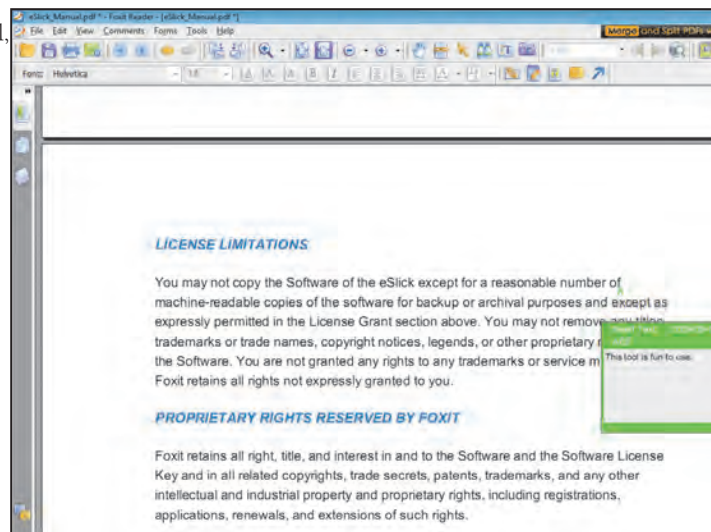 eSlick_Manual.pdf * - Foxit Reader - [eSlick_Manual.pdf *]
File Edit View Comments Forms Tools Help
Merge and Split PDFs
Font: Helvetica
LICENSE LIMITATIONS
You may not copy the Software of the eSlick except for a reasonable number of
machine-readable copies of the software for backup or archival purposes and except as
expressly permitted in the License Grant section above. You may not remove any title,
trademarks or trade names, copyright notices, legends, or other proprietary
the Software. You are not granted any rights to any trademarks or service
Foxit retains all rights not expressly granted to you.
This tool is fun to use.
PROPRIETARY RIGHTS RESERVED BY FOXIT
Foxit retains all right, title, and interest in and to the Software and the Software License
Key and in all related copyrights, trade secrets, patents, trademarks, and any other
intellectual and industrial property and proprietary rights, including registrations,
applications, renewals, and extensions of such rights.